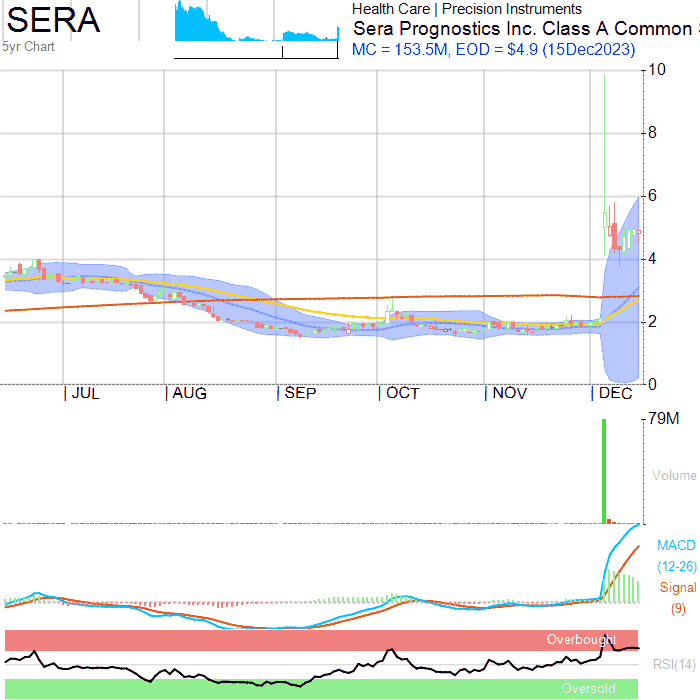 SERA
5yr Chart
Health Care | Precision Instruments
Sera Prognostics Inc. Class A Common S
MC = 153.5M, EOD = $4.9 (15Dec2023)
10
8
6
4
2
0
JUL AUG SEP OCT NOV DEC
79M
Volume
MACD
(12-26)
Signal
(9)
Overbought
RSI(14)
Oversold